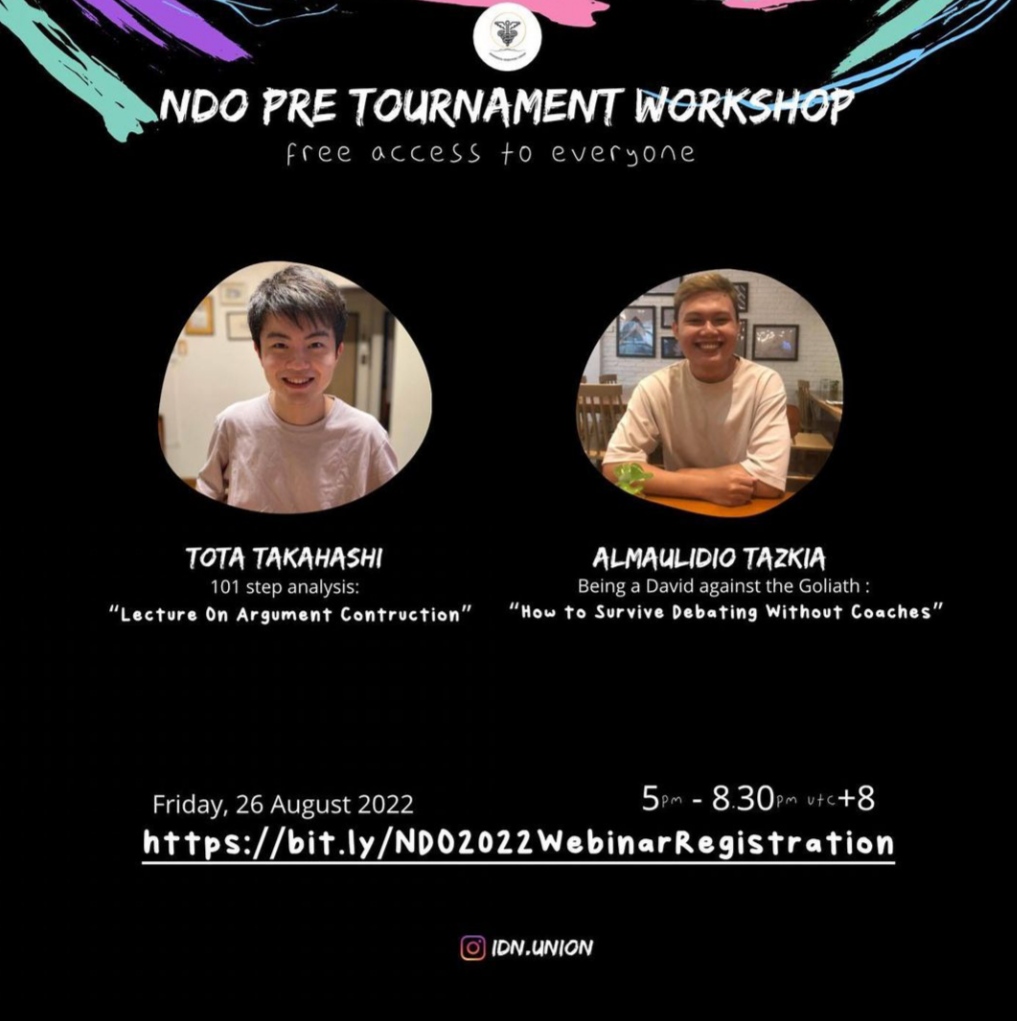 NDO PRE TOURNAMENT WORKSHOP
free access to everyone
TOTA TAKAHASHI
101 step analysis:
"Lecture On Argument Contruction"
ALMAULIDIO TAZKIA
Being a David against the Goliath :
"How to Survive Debating Without Coaches"
Friday, 26 August 2022
5pm - 8.30pm utc+8
https://bit.ly/NDO2022WebinarRegistration
IDN.UNION